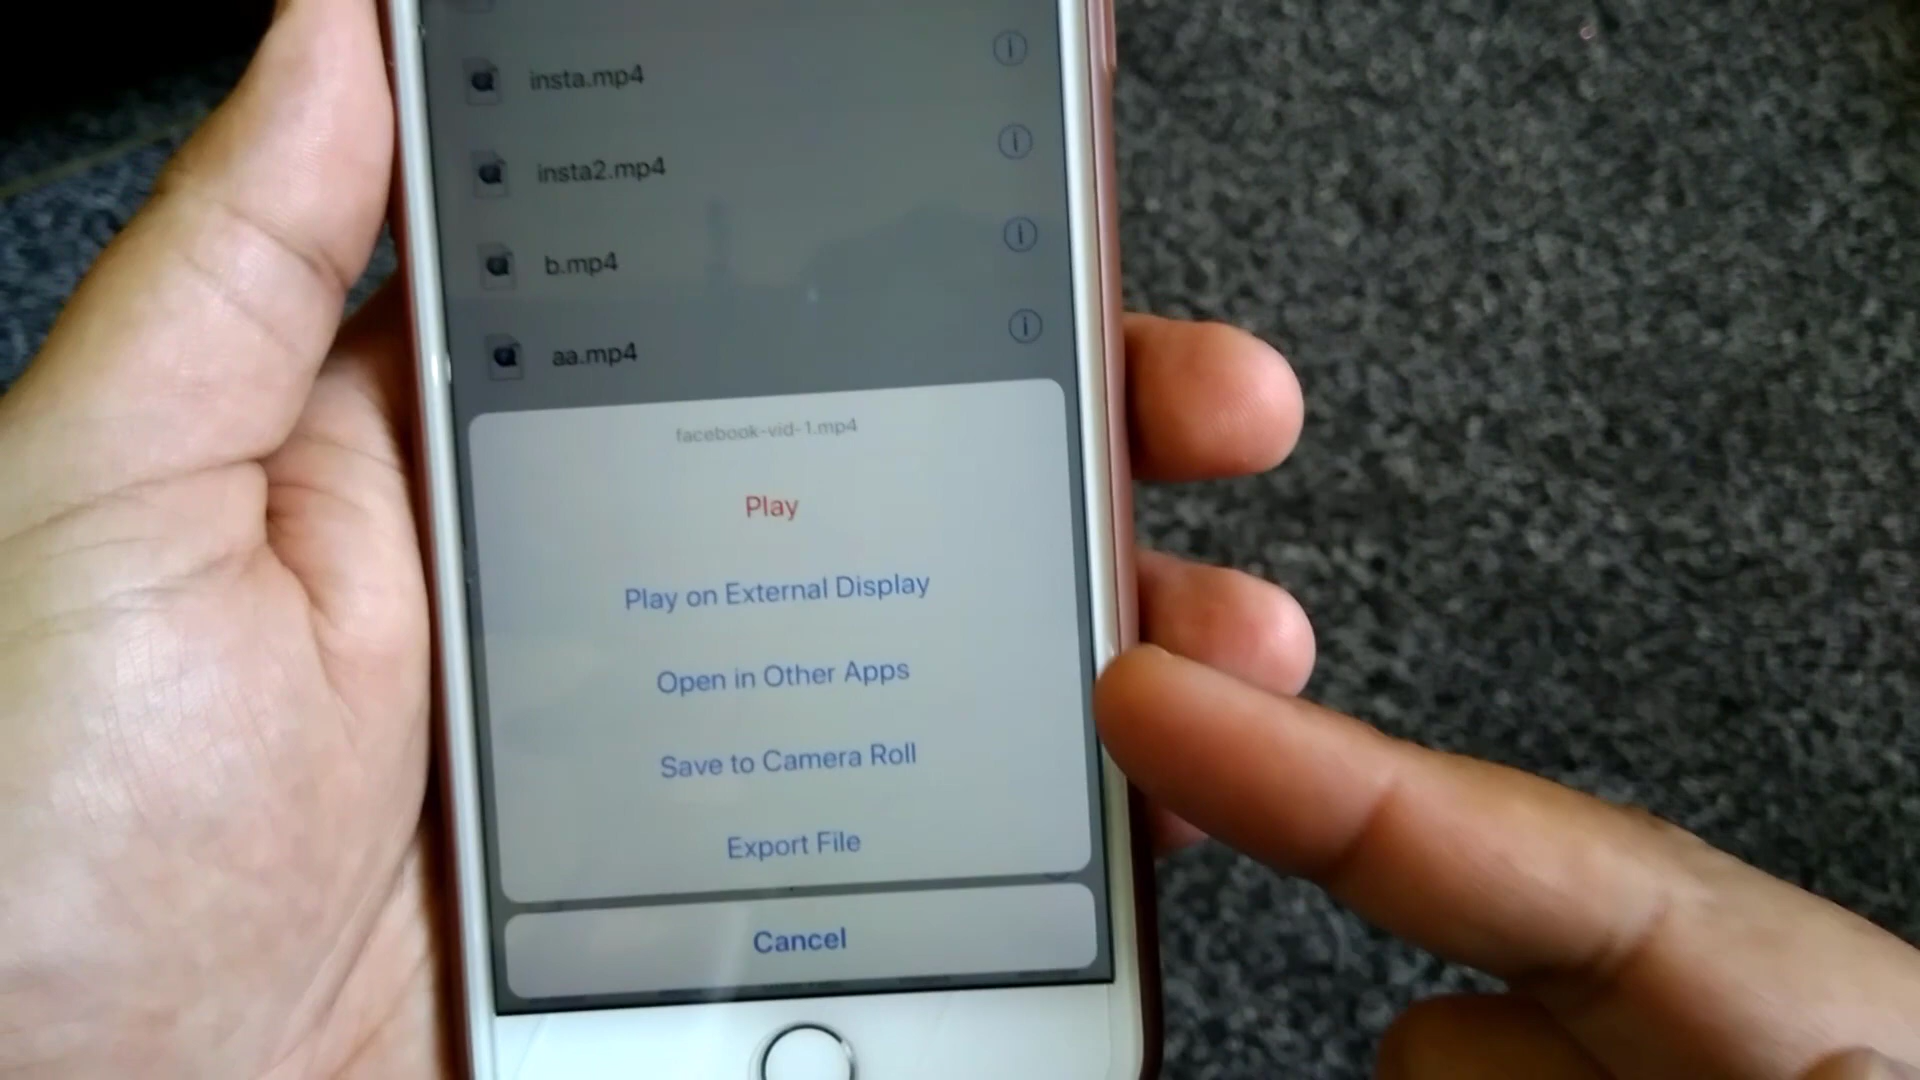 insta.mp4
insta2.mp4
b.mp4
aa.mp4
facebook-vid-1.mp4
Play
Play on External Display
Open in Other Apps
Save to Camera Roll
Export File
Cancel